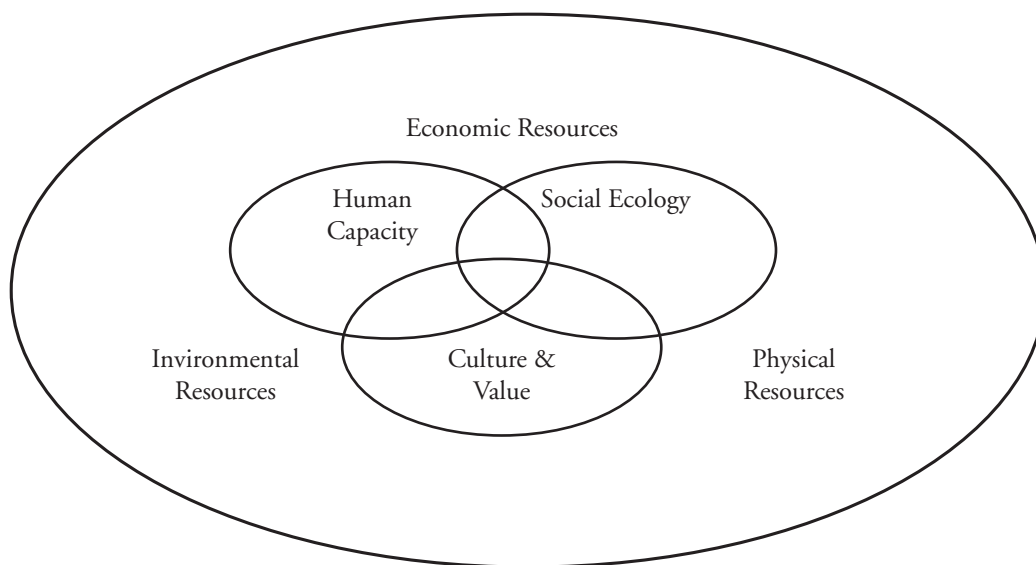 Economic Resources
Human
Capacity
Social Ecology
Invironmental
Resources
Culture &
Value
Physical
Resources